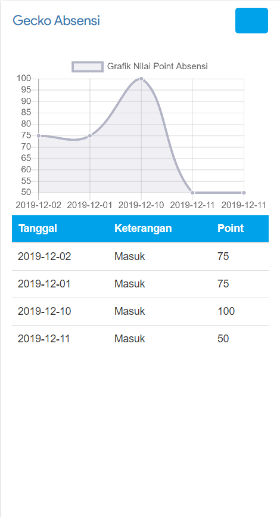 Gecko Absensi
Grafik Nilai Point Absensi
100
95
90
85
80
75
70
65
60
55
50
2019-12-02 2019-12-01 2019-12-10 2019-12-11 2019-12-11
Tanggal Keterangan Point
2019-12-02 Masuk 75
2019-12-01 Masuk 75
2019-12-10 Masuk 100
2019-12-11 Masuk 50